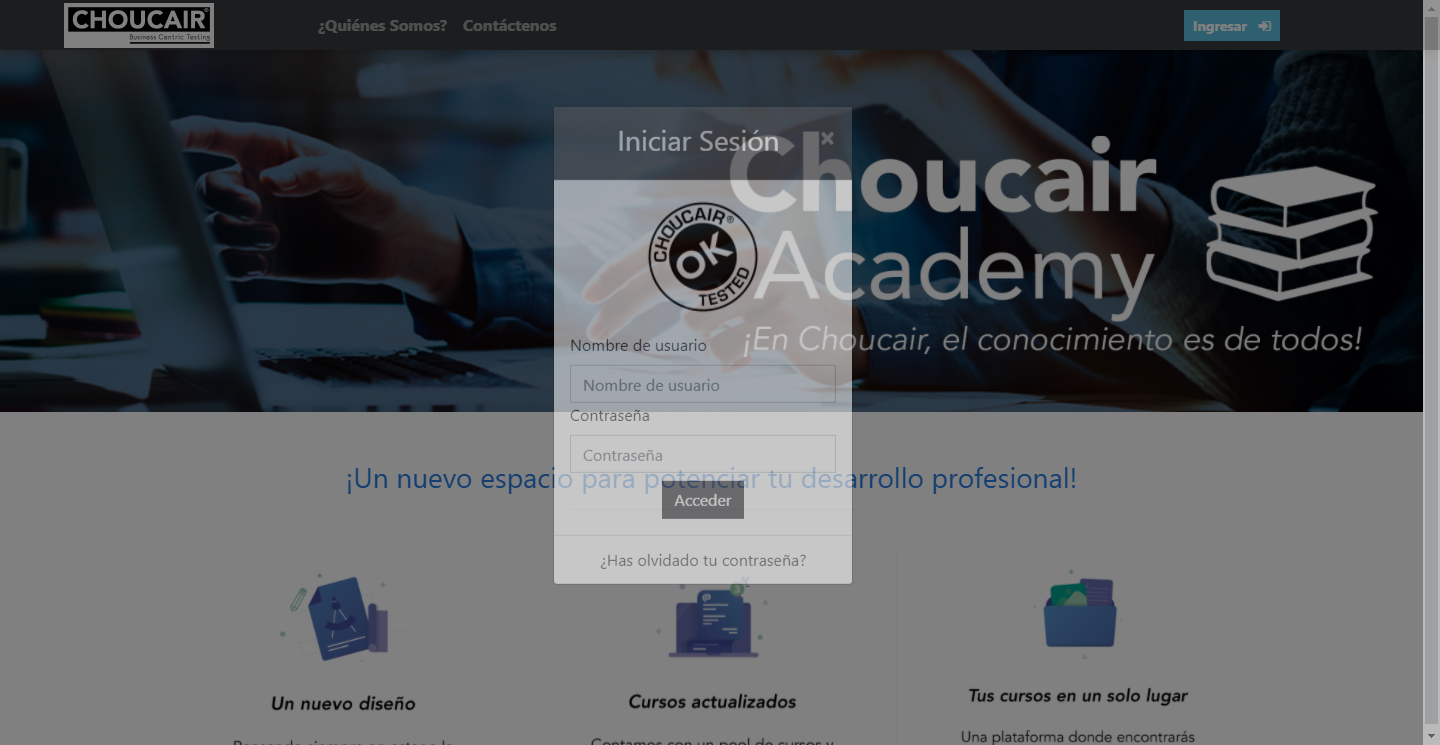 CHOUCAIR®
Business Centric Testing
¿Quiénes Somos?
Contáctenos
Ingresar
Iniciar Sesión
×
Choucair
Academy
¡En Choucair, el conocimiento es de todos!
CHOUCAIR®
OK
TESTED
Nombre de usuario
Nombre de usuario
Contraseña
Contraseña
¡Un nuevo espacio para potenciar tu desarrollo profesional!
Acceder
¿Has olvidado tu contraseña?
Un nuevo diseño
Cursos actualizados
Tus cursos en un solo lugar
Contamos con un pool de cursos y
Una plataforma donde encontrarás